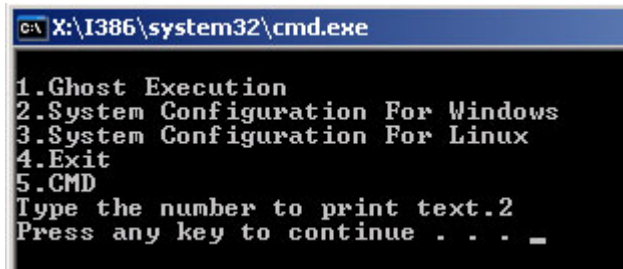 X:\I386\system32\cmd.exe
1.Ghost Execution
2.System Configuration For Windows
3.System Configuration For Linux
4.Exit
5.CMD
Type the number to print text.2
Press any key to continue . . . _